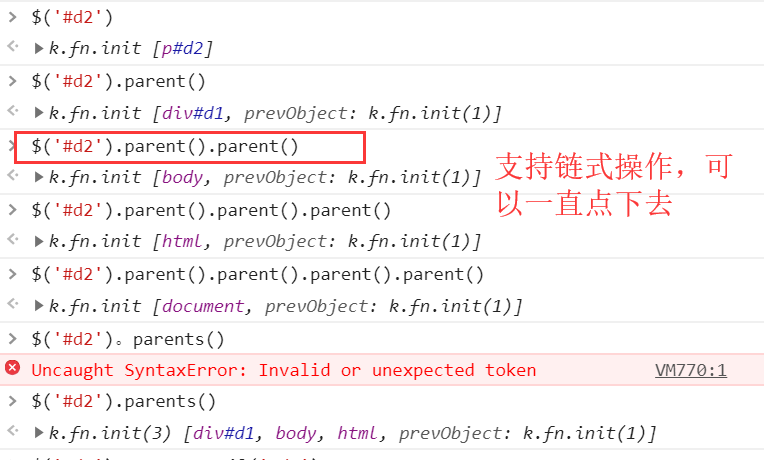 > $('#d2')
k.fn.init [p#d2]
> $('#d2').parent()
k.fn.init [div#d1, prevObject: k.fn.init(1)]
> $('#d2').parent().parent()
k.fn.init [body, prevObject: k.fn.init(1)]
支持链式操作，可
以一直点下去
> $('#d2').parent().parent().parent()
k.fn.init [html, prevObject: k.fn.init(1)]
> $('#d2').parent().parent().parent().parent()
k.fn.init [document, prevObject: k.fn.init(1)]
> $('#d2')。parents()
Uncaught SyntaxError: Invalid or unexpected token VM770:1
> $('#d2').parents()
k.fn.init(3) [div#d1, body, html, prevObject: k.fn.init(1)]